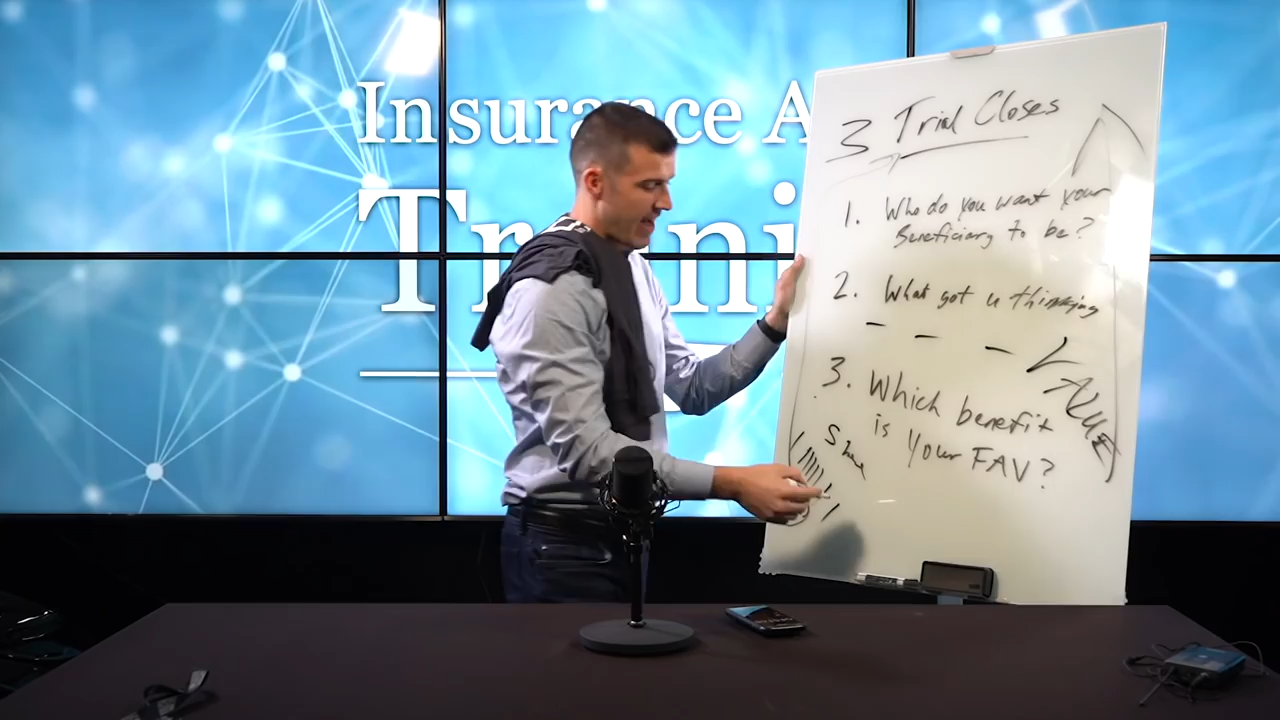 Insurance A
3 Trial Closes
1. Who do you want your
Beneficiary to be?
2. What got u thinking
3. Which benefit
is your FAV?
VALUE